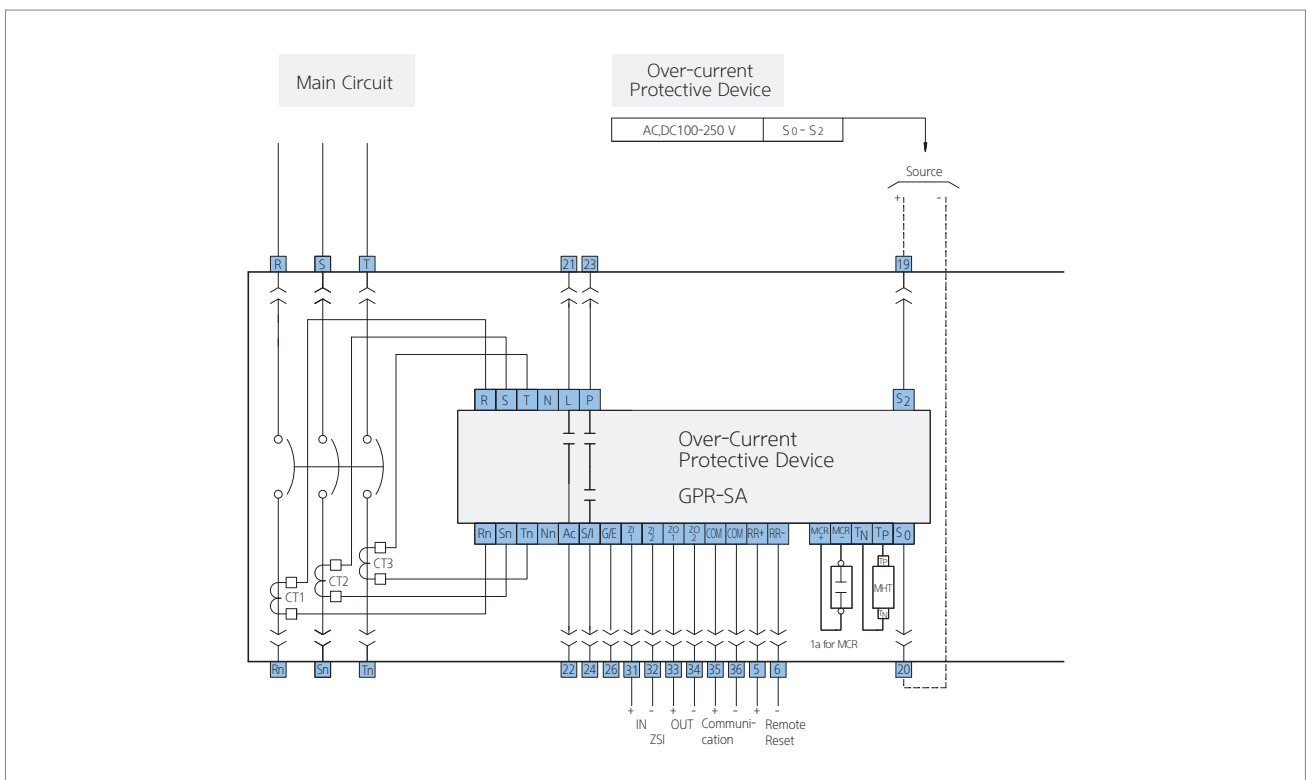 Main Circuit
Over-current
Protective Device
AC,DC100-250 V
S0 - S2
Source
+ -
R S T 21 23 19
R S T N L P S2
Over-Current
Protective Device
GPR-SA
Rn Sn Tn Nn Ac S/I G/E ZI 1 ZI 2 ZO 1 ZO 2 COM COM RR+ RR- MCR + MCR - TN TP S0
CT1
CT2
CT3
TP
MHT
TN
1a for MCR
Rn Sn Tn 22 24 26 31 32 33 34 35 36 5 6 20
+ - + - + - + -
IN OUT Communi- Remote
ZSI cation Reset